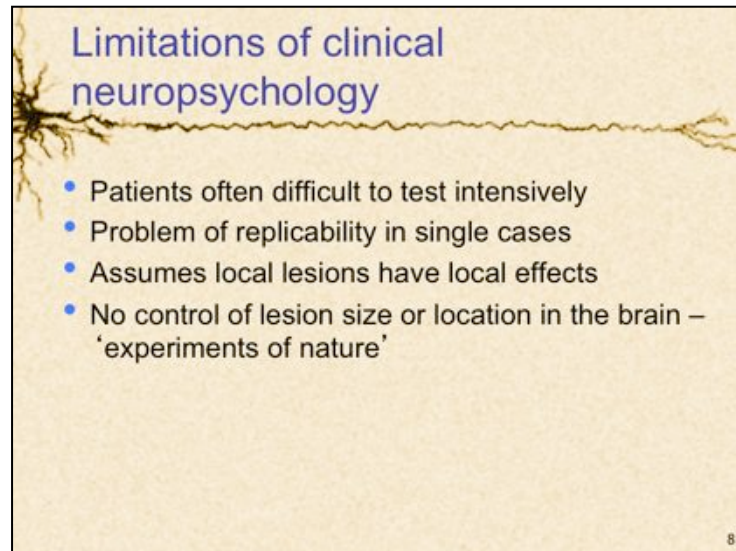 Limitations of clinical
neuropsychology
• Patients often difficult to test intensively
• Problem of replicability in single cases
• Assumes local lesions have local effects
• No control of lesion size or location in the brain –
‘experiments of nature’
8